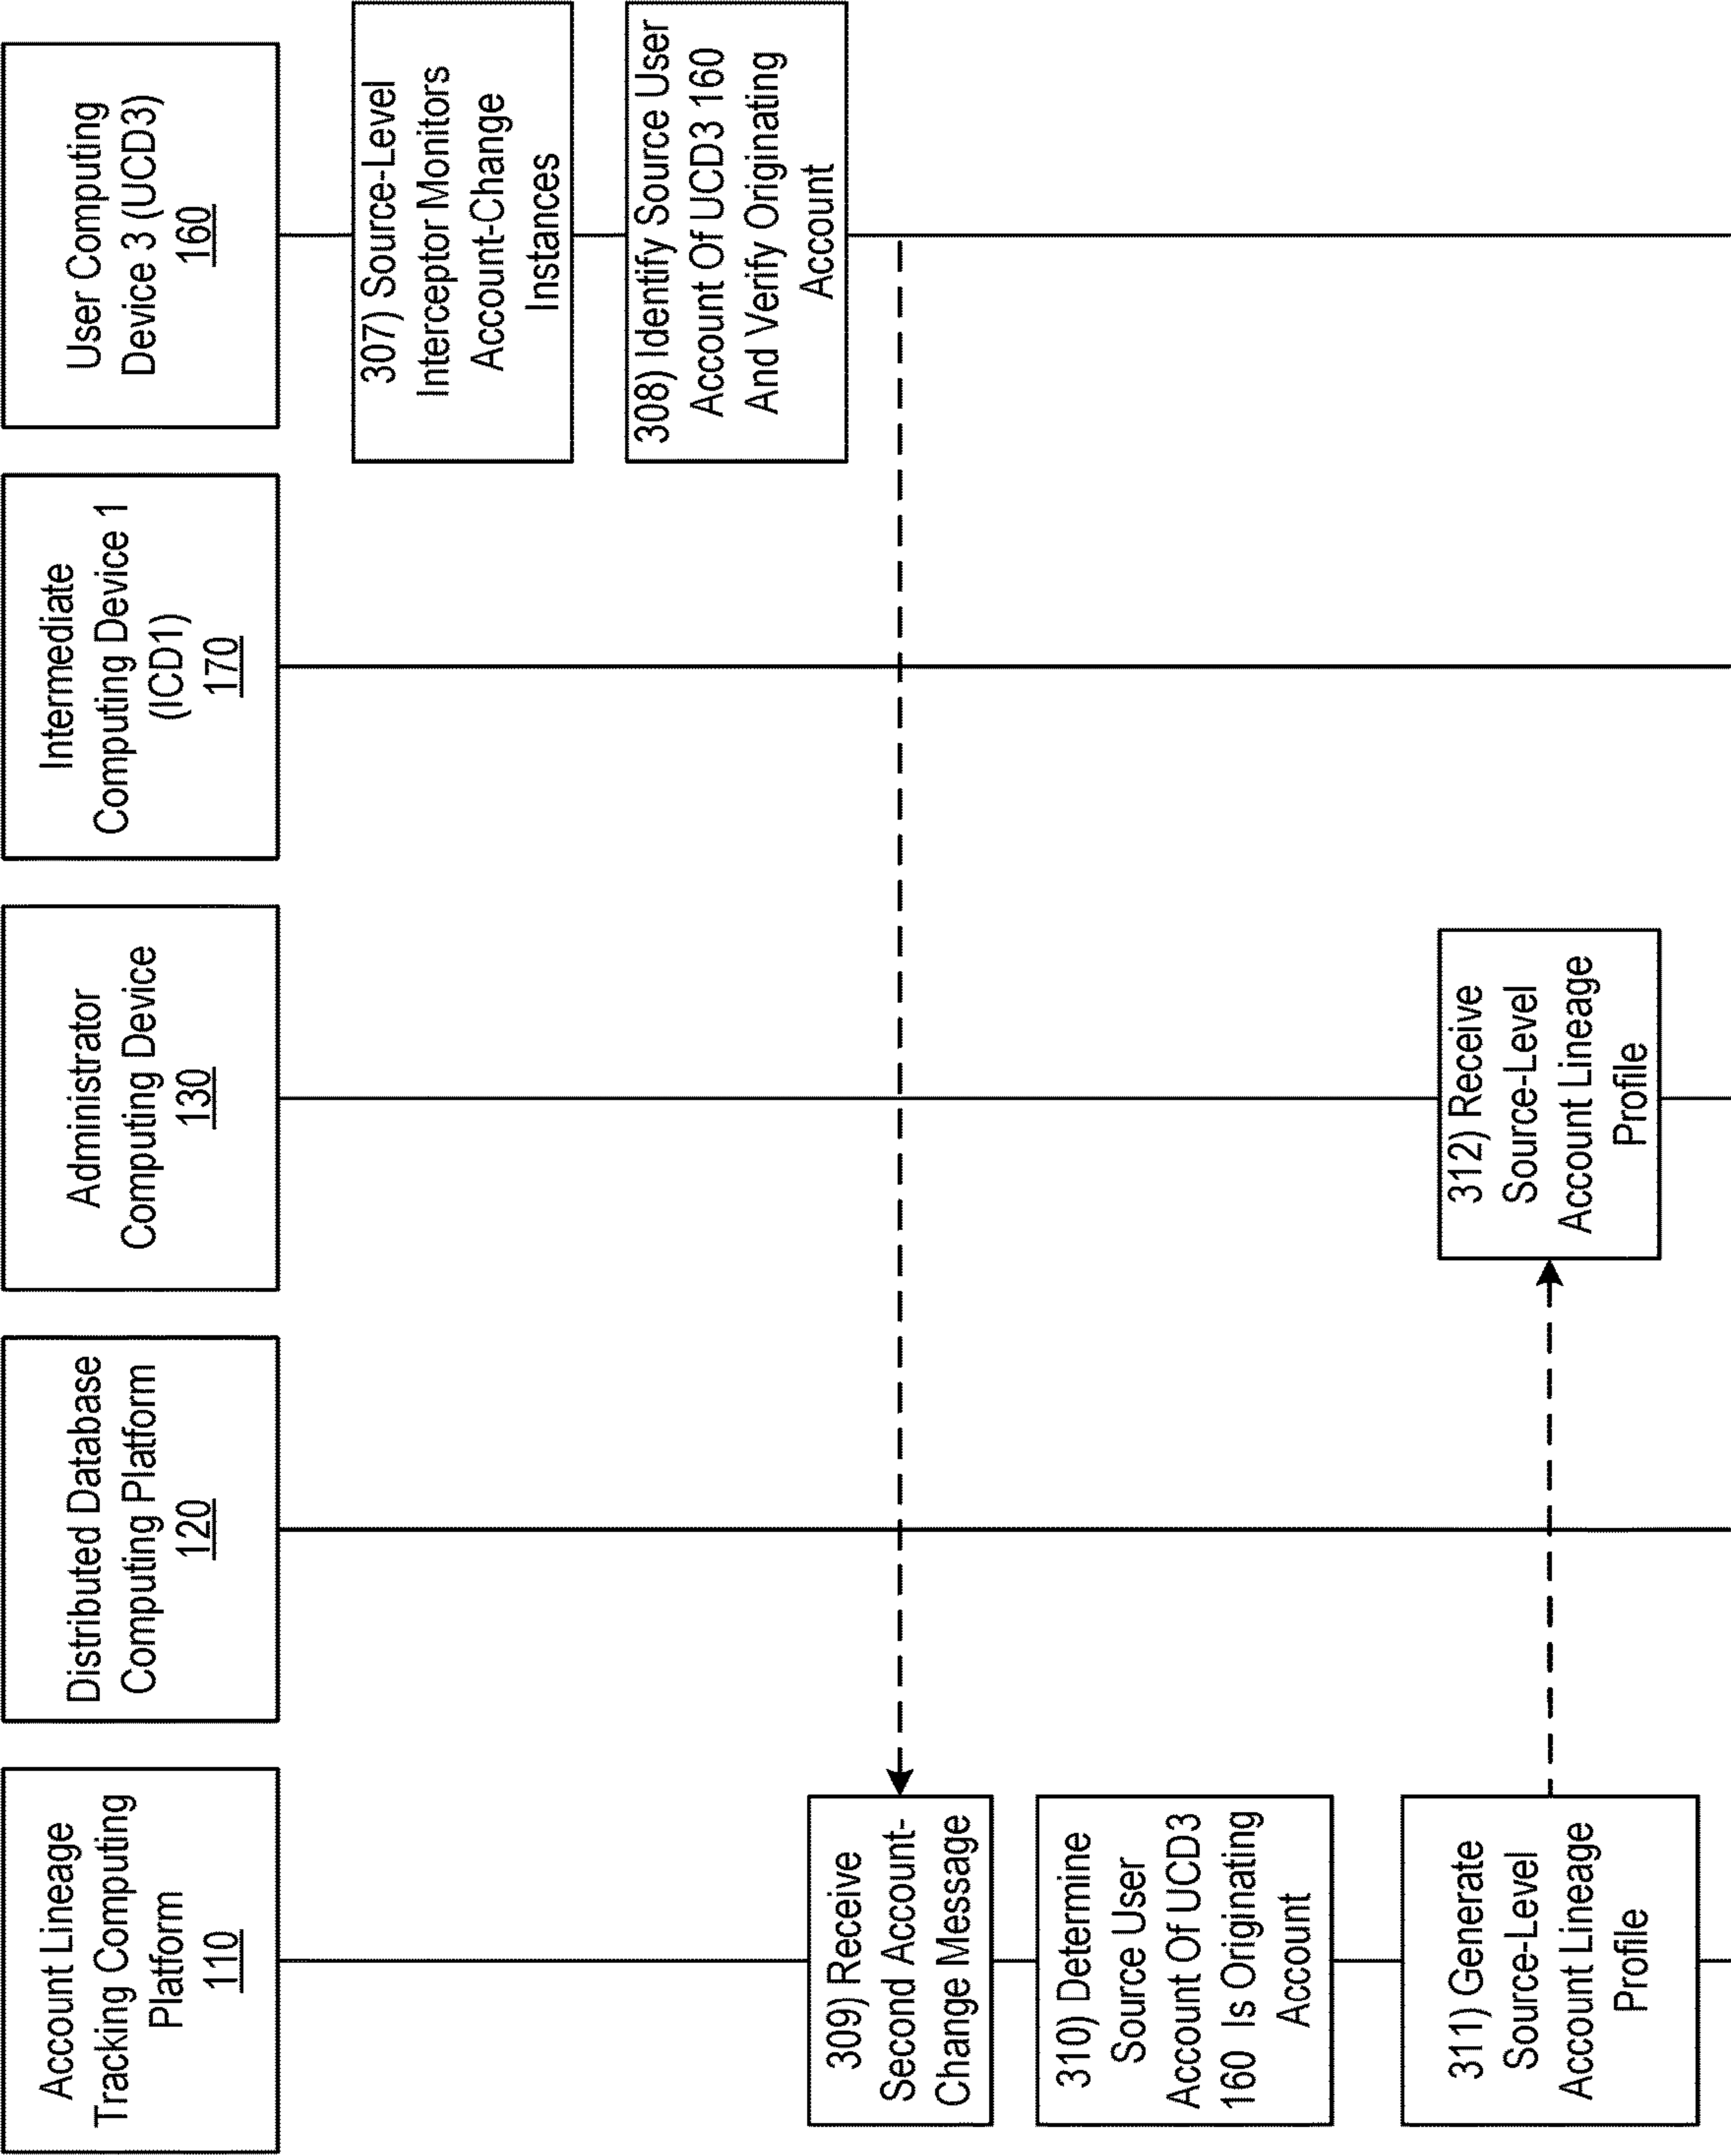 Account Lineage
Tracking Computing
Platform
110
Distributed Database
Computing Platform
120
Administrator
Computing Device
130
Intermediate
Computing Device 1
(ICD1)
170
User Computing
Device 3 (UCD3)
160
307) Source-Level
Interceptor Monitors
Account-Change
Instances
308) Identify Source User
Account Of UCD3 160
And Verify Originating
Account
309) Receive
Second Account-
Change Message
310) Determine
Source User
Account Of UCD3
160 Is Originating
Account
311) Generate
Source-Level
Account Lineage
Profile
312) Receive
Source-Level
Account Lineage
Profile